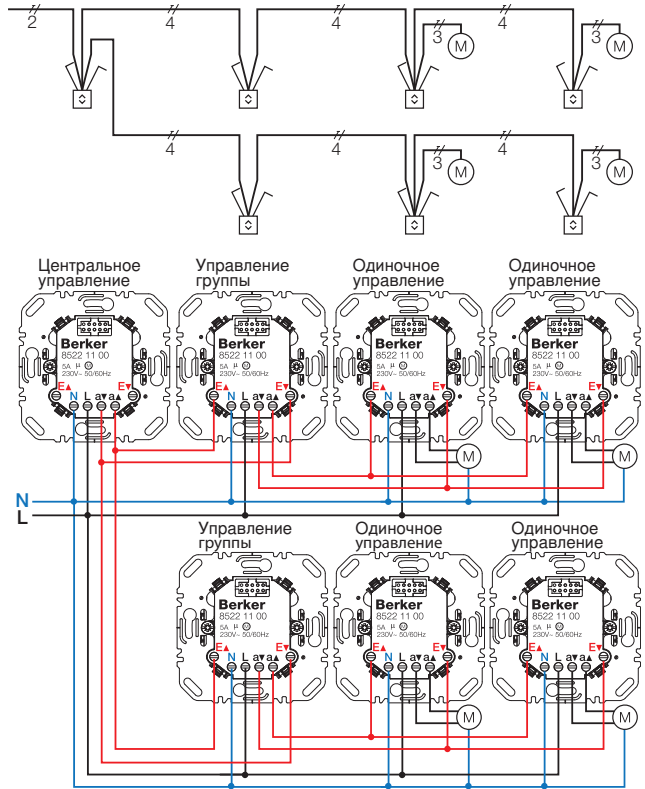 2 4 4 3 M 4 3 M
4 4 3 M 4 3 M
Центральное управление
Управление группы
Одиночное управление
Одиночное управление
Berker
8522 11 00
5A µ M
230V~ 50/60Hz
E▲ N L a▼ a▲ E▼
Berker
8522 11 00
5A µ M
230V~ 50/60Hz
E▲ N L a▼ a▲ E▼
Berker
8522 11 00
5A µ M
230V~ 50/60Hz
E▲ N L a▼ a▲ E▼
M
Berker
8522 11 00
5A µ M
230V~ 50/60Hz
E▲ N L a▼ a▲ E▼
M
N
L
Управление группы
Одиночное управление
Одиночное управление
Berker
8522 11 00
5A µ M
230V~ 50/60Hz
E▲ N L a▼ a▲ E▼
Berker
8522 11 00
5A µ M
230V~ 50/60Hz
E▲ N L a▼ a▲ E▼
M
Berker
8522 11 00
5A µ M
230V~ 50/60Hz
E▲ N L a▼ a▲ E▼
M